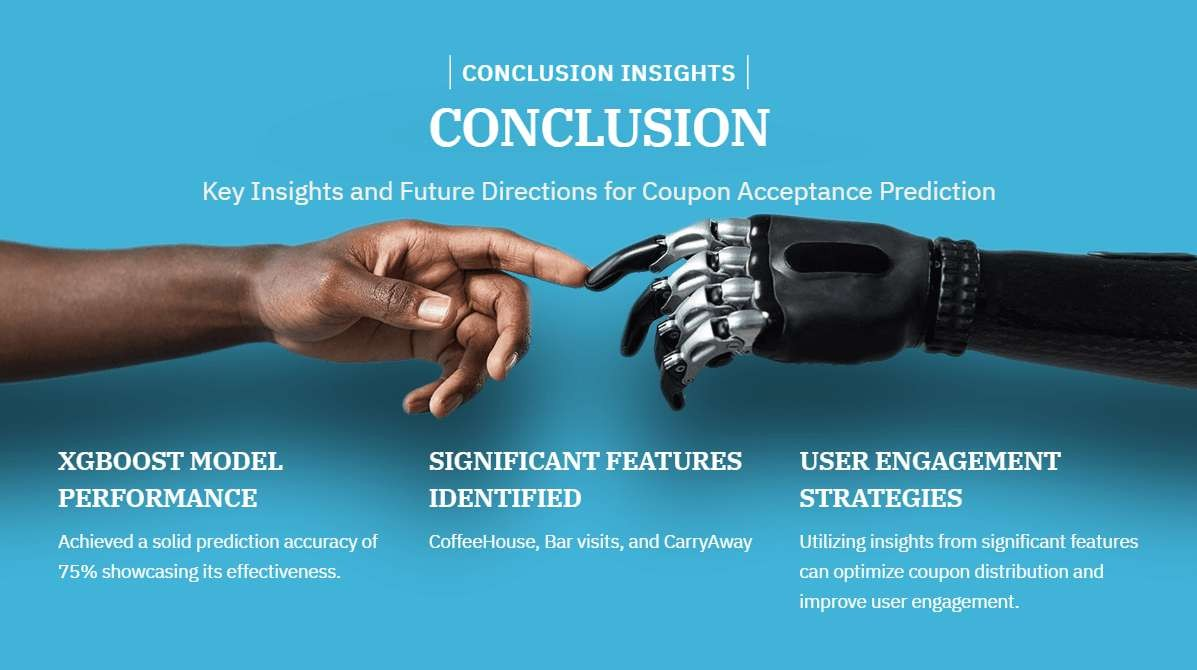 CONCLUSION INSIGHTS
CONCLUSION
Key Insights and Future Directions for Coupon Acceptance Prediction
XGBOOST MODEL
PERFORMANCE
Achieved a solid prediction accuracy of
75% showcasing its effectiveness.
SIGNIFICANT FEATURES
IDENTIFIED
CoffeeHouse, Bar visits, and CarryAway
USER ENGAGEMENT
STRATEGIES
Utilizing insights from significant features
can optimize coupon distribution and
improve user engagement.